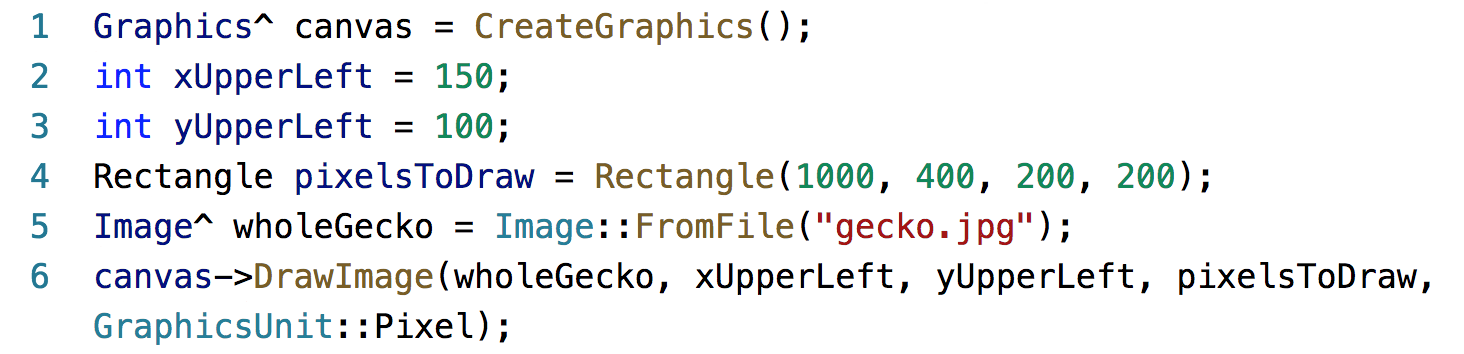 1 Graphics^ canvas = CreateGraphics();
2 int xUpperLeft = 150;
3 int yUpperLeft = 100;
4 Rectangle pixelsToDraw = Rectangle(1000, 400, 200, 200);
5 Image^ wholeGecko = Image::FromFile("gecko.jpg");
6 canvas->DrawImage(wholeGecko, xUpperLeft, yUpperLeft, pixelsToDraw,
GraphicsUnit::Pixel);